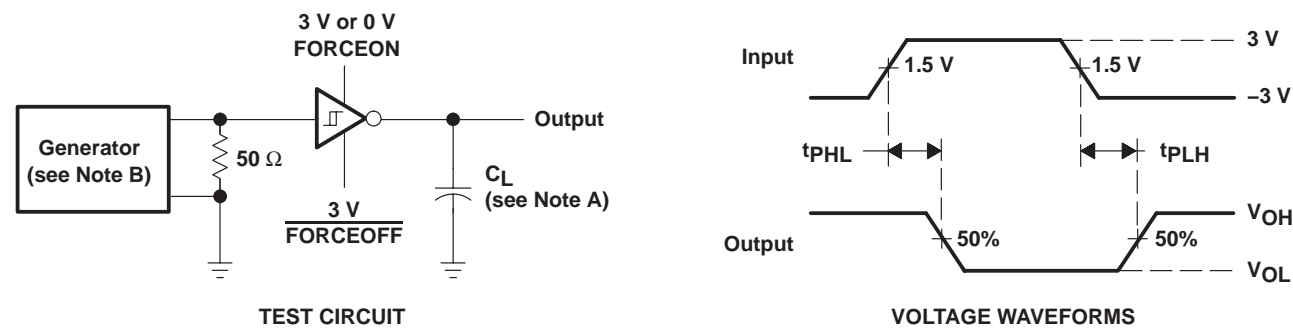 3 V or 0 V
FORCEON
Generator
(see Note B)
50 Ω
Output
CL
(see Note A)
3 V
FORCEOFF
TEST CIRCUIT
Input
1.5 V
1.5 V
3 V
–3 V
tPHL
tPLH
Output
50%
50%
VOH
VOL
VOLTAGE WAVEFORMS